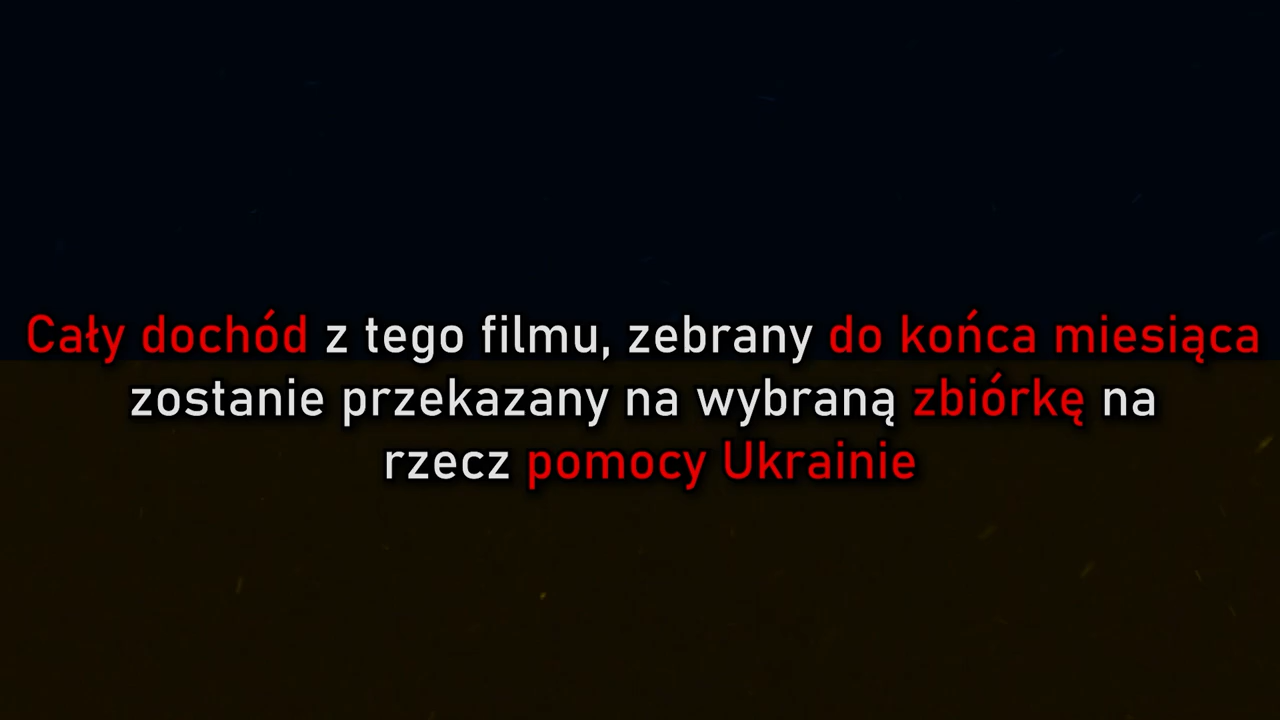 Cały dochód z tego filmu, zebrany do końca miesiąca
zostanie przekazany na wybraną zbiórkę na
rzecz pomocy Ukrainie